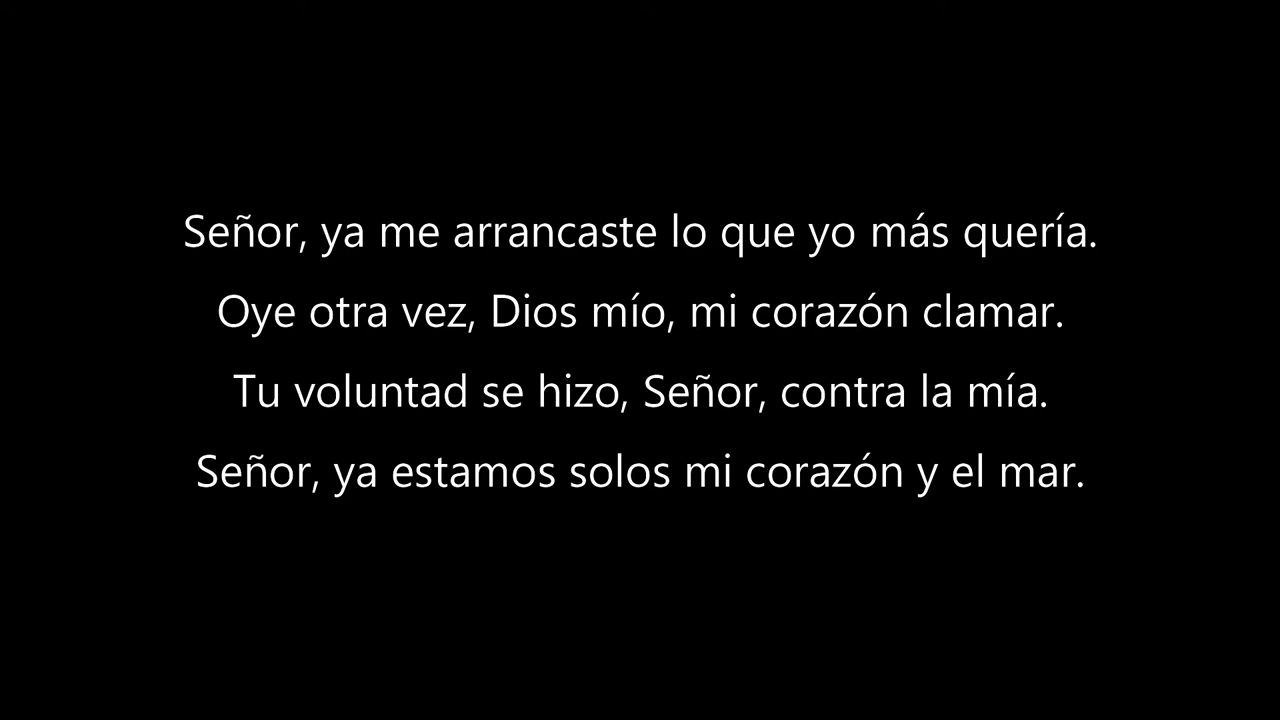 Señor, ya me arrancaste lo que yo más quería.
Oye otra vez, Dios mío, mi corazón clamar.
Tu voluntad se hizo, Señor, contra la mía.
Señor, ya estamos solos mi corazón y el mar.